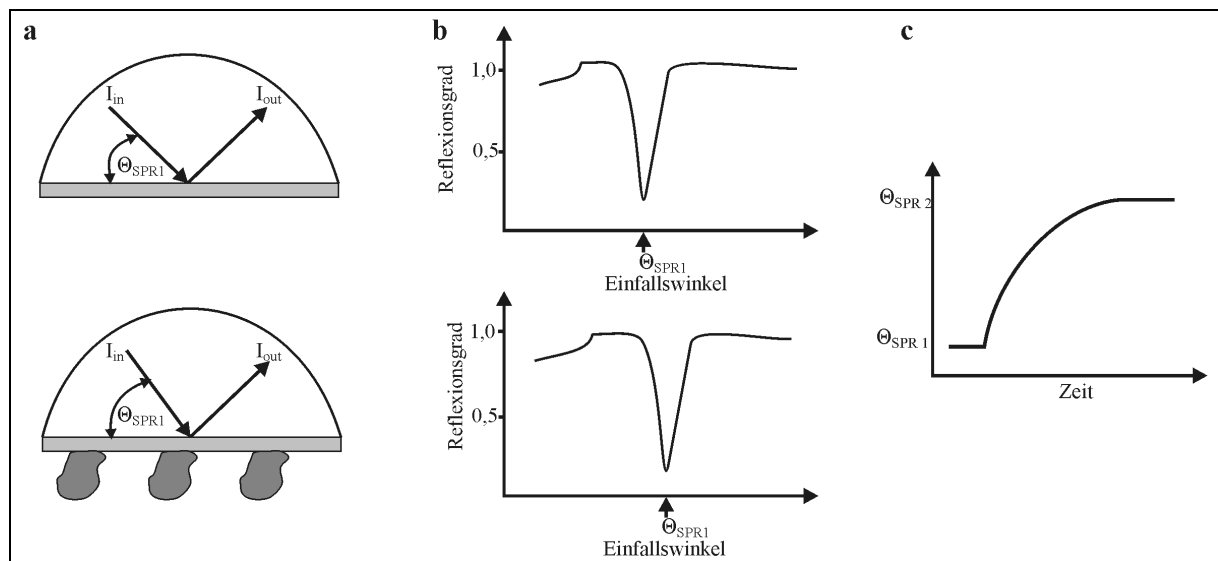 a
I_in
I_out
Θ_SPR1
I_in
I_out
Θ_SPR1
b
Reflexionsgrad
1,0
0,5
Θ_SPR1
Einfallswinkel
Reflexionsgrad
1,0
0,5
Θ_SPR1
Einfallswinkel
c
Θ_SPR 2
Θ_SPR 1
Zeit